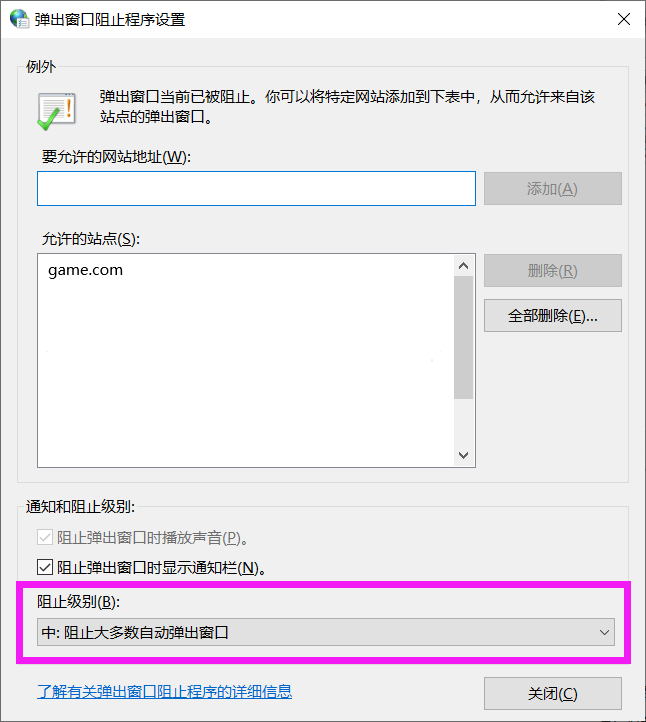 弹出窗口阻止程序设置
例外
弹出窗口当前已被阻止。你可以将特定网站添加到下表中，从而允许来自该
站点的弹出窗口。
要允许的网站地址(W):
添加(A)
允许的站点(S):
game.com
删除(R)
全部删除(E)...
通知和阻止级别:
阻止弹出窗口时播放声音(P)。
阻止弹出窗口时显示通知栏(N)。
阻止级别(B):
中: 阻止大多数自动弹出窗口
了解有关弹出窗口阻止程序的详细信息
关闭(C)